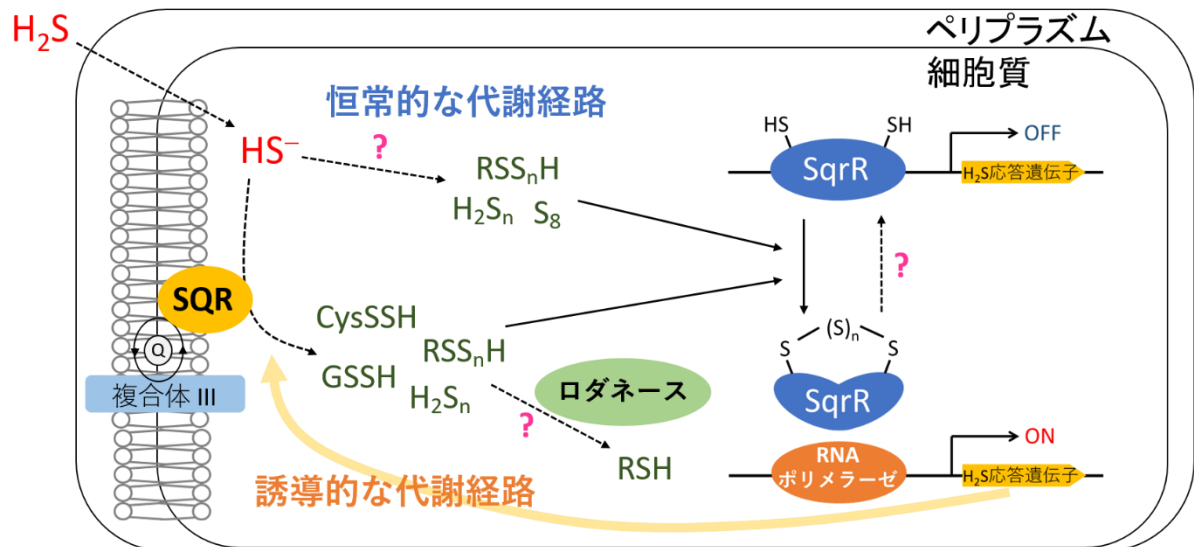 H₂S
ペリプラズム
細胞質
恒常的な代謝経路
HS⁻
?
RSSₙH
H₂Sₙ S₈
HS
SH
SqrR
OFF
H₂S応答遺伝子
?
SQR
Q
複合体 III
CysSSH
RSSₙH
GSSH
H₂Sₙ
ロダネース
?
RSH
S
(S)ₙ
S
SqrR
RNA
ポリメラーゼ
ON
H₂S応答遺伝子
誘導的な代謝経路